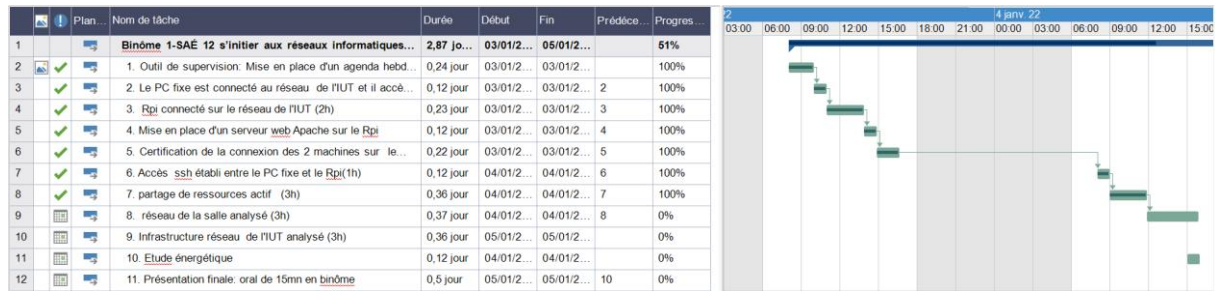 Plan... Nom de tâche Durée Début Fin Prédéce... Progres...
1 Binôme 1-SAÉ 12 s'initier aux réseaux informatiques... 2,87 jo... 03/01/2... 05/01/2... 51%
2 1. Outil de supervision: Mise en place d'un agenda hebd... 0,24 jour 03/01/2... 03/01/2... 100%
3 2. Le PC fixe est connecté au réseau de l'IUT et il accè... 0,12 jour 03/01/2... 03/01/2... 2 100%
4 3. Rpi connecté sur le réseau de l'IUT (2h) 0,23 jour 03/01/2... 03/01/2... 3 100%
5 4. Mise en place d'un serveur web Apache sur le Rpi 0,12 jour 03/01/2... 03/01/2... 4 100%
6 5. Certification de la connexion des 2 machines sur le... 0,22 jour 03/01/2... 03/01/2... 5 100%
7 6. Accès ssh établi entre le PC fixe et le Rpi(1h) 0,12 jour 04/01/2... 04/01/2... 6 100%
8 7. partage de ressources actif (3h) 0,36 jour 04/01/2... 04/01/2... 7 100%
9 8. réseau de la salle analysé (3h) 0,37 jour 04/01/2... 04/01/2... 8 0%
10 9. Infrastructure réseau de l'IUT analysé (3h) 0,36 jour 05/01/2... 05/01/2... 0%
11 10. Etude énergétique 0,12 jour 04/01/2... 04/01/2... 0%
12 11. Présentation finale: oral de 15mn en binôme 0,5 jour 05/01/2... 05/01/2... 10 0%
2 4 janv. 22
03:00 06:00 09:00 12:00 15:00 18:00 21:00 00:00 03:00 06:00 09:00 12:00 15:00